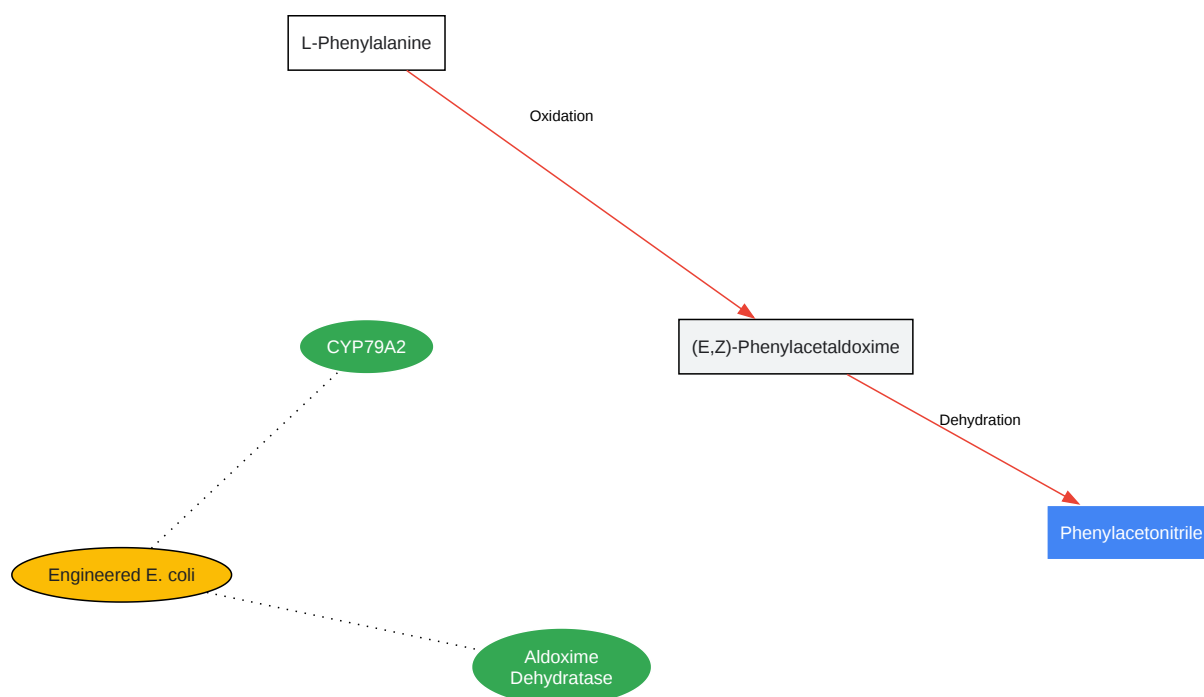 L-Phenylalanine
Oxidation
CYP79A2
(E,Z)-Phenylacetaldoxime
Dehydration
Phenylacetonitrile
Engineered E. coli
Aldoxime
Dehydratase